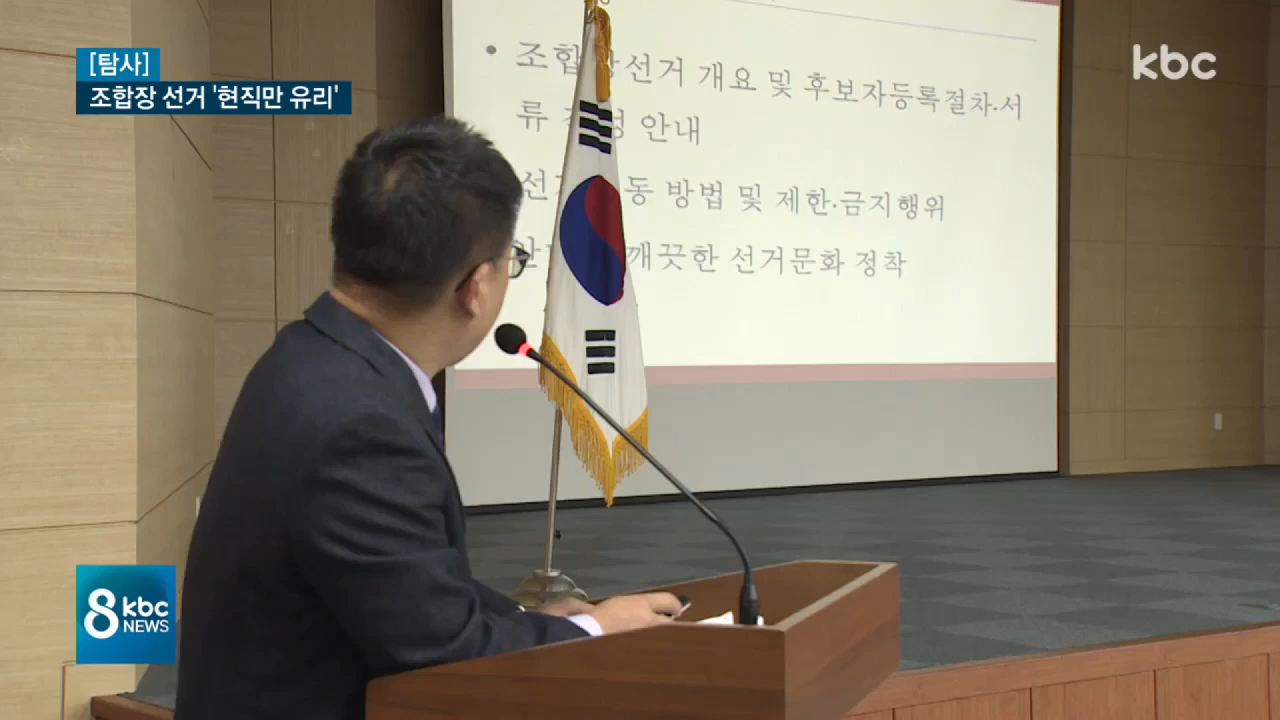 [탐사]
조합장 선거 '현직만 유리'
kbc
• 조합 선거 개요 및 후보자등록절차·서
류 안내
방법 및 제한·금지행위
깨끗한 선거문화 정착
8 kbc
NEWS